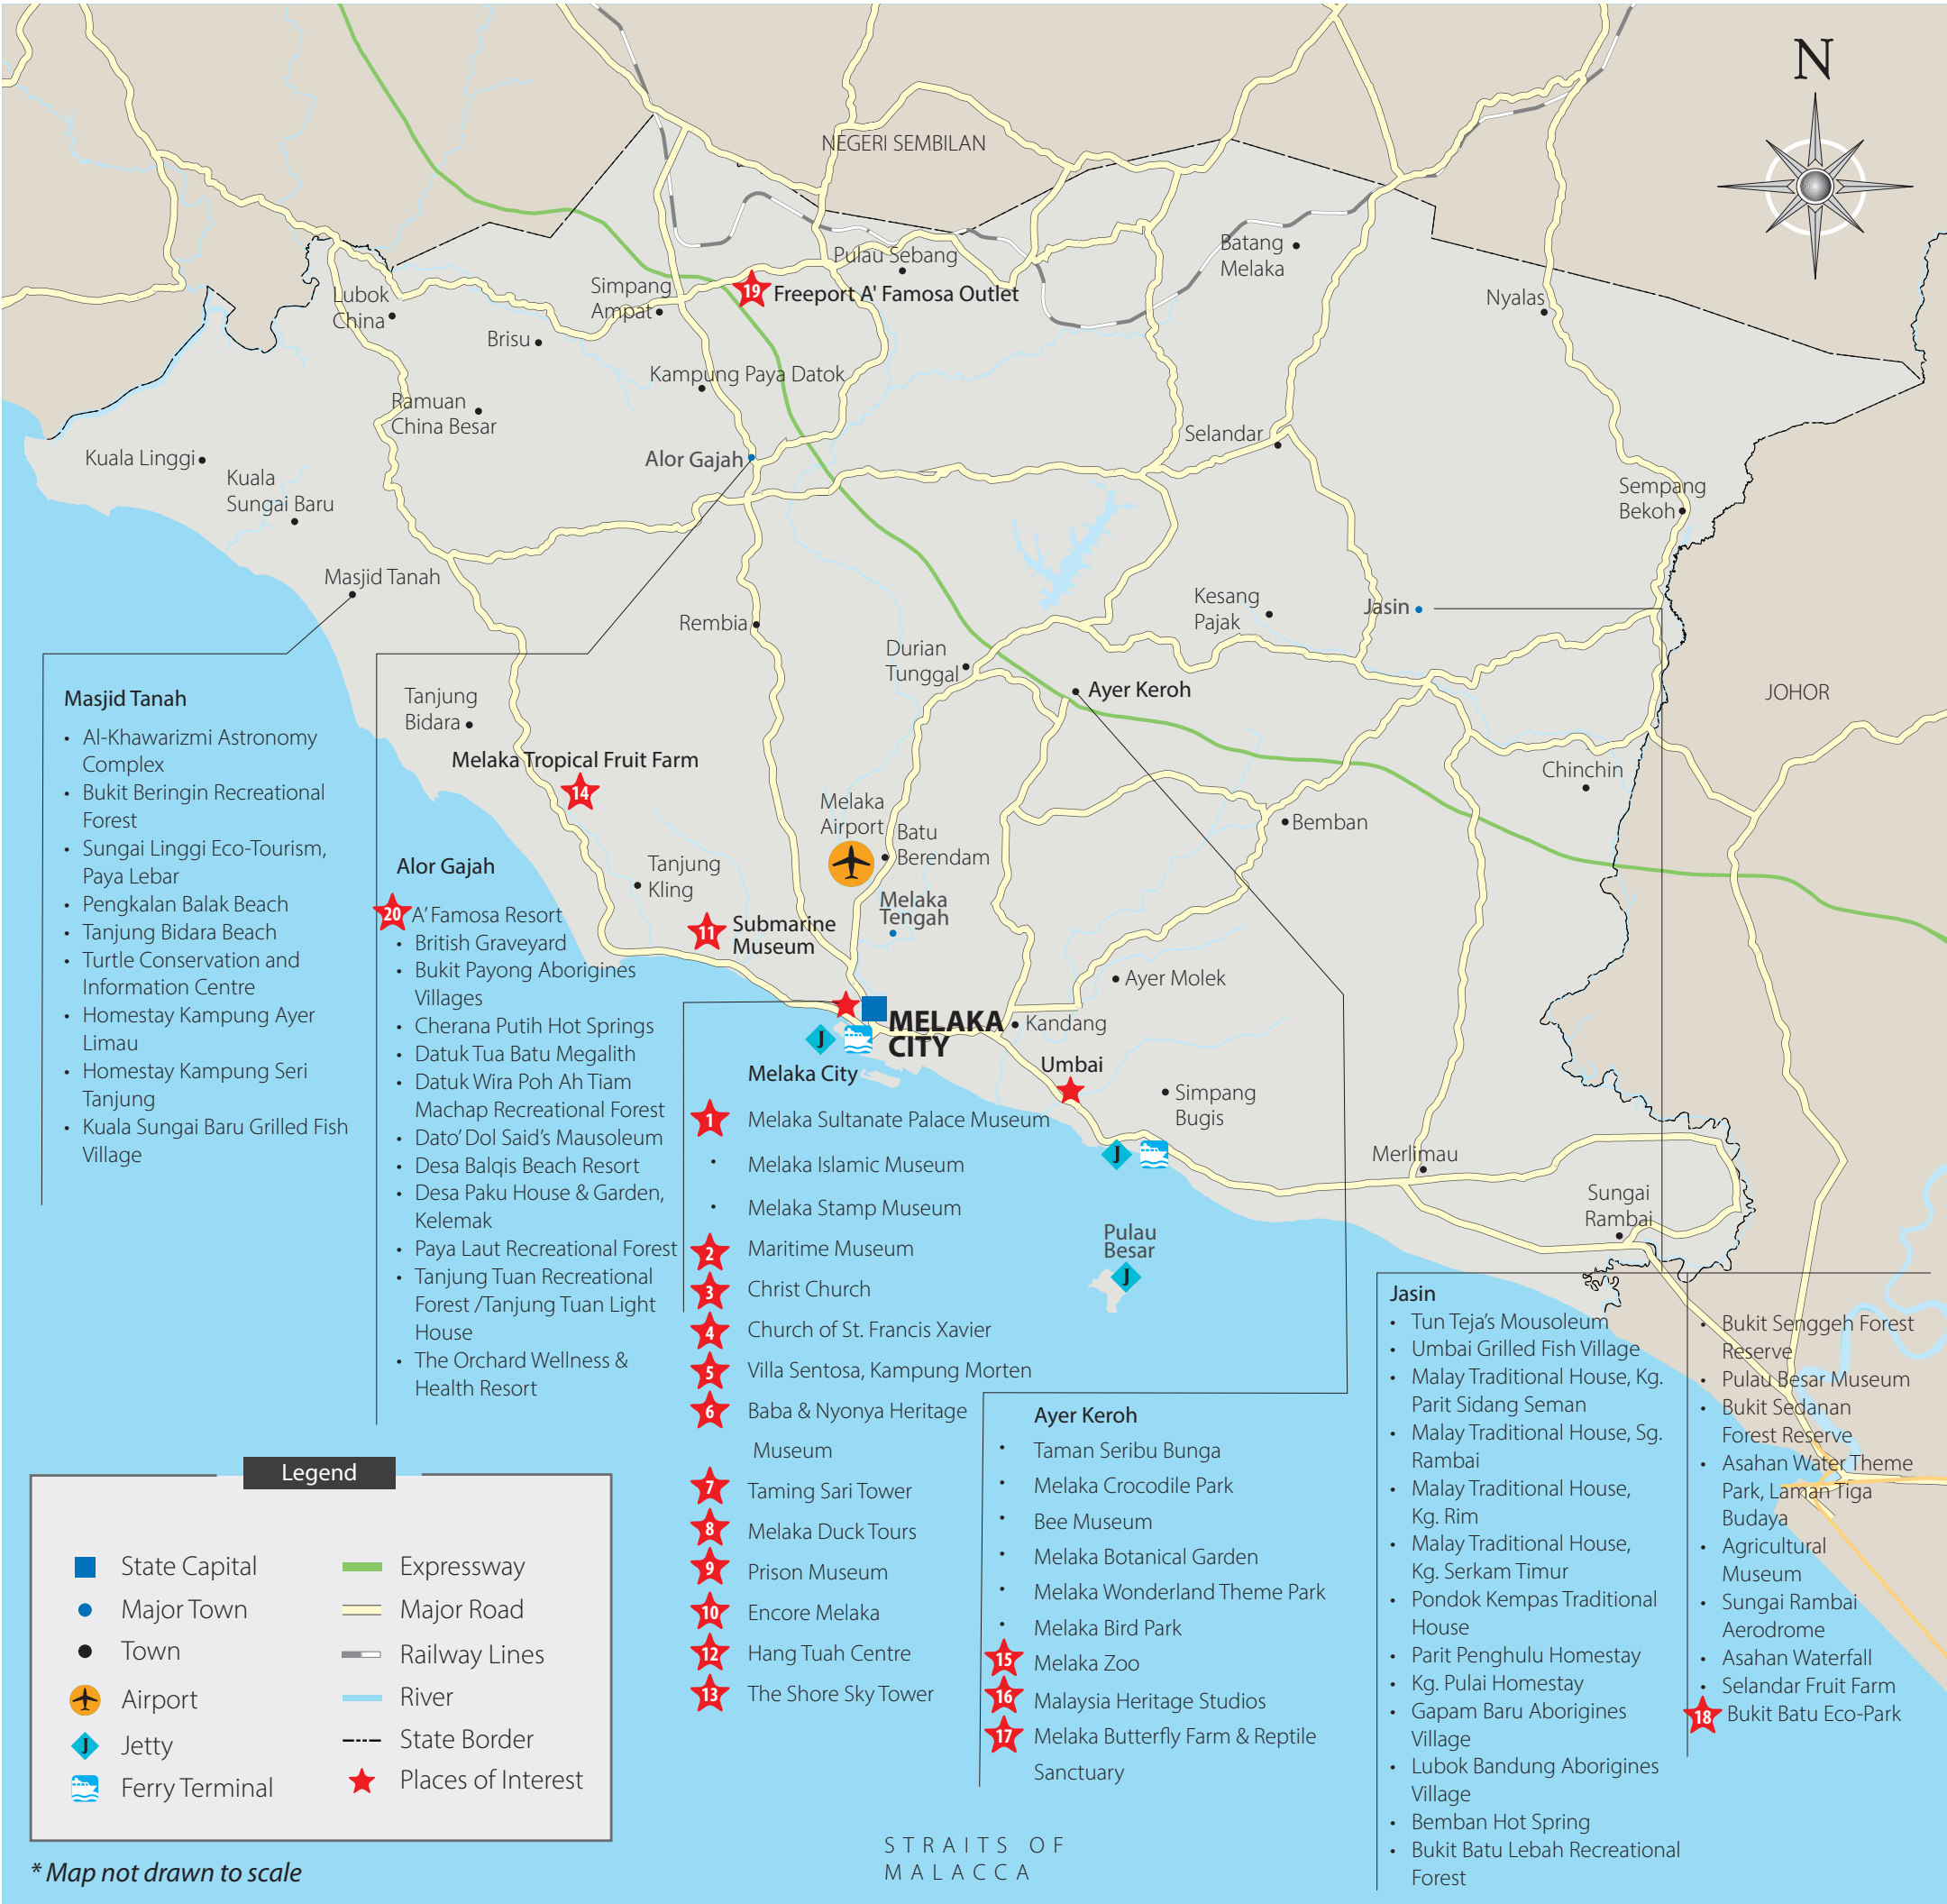 N
NEGERI SEMBILAN
Batang
Melaka
Pulau Sebang
Simpang
Ampat
19
Freeport A' Famosa Outlet
Lubok
China
Nyalas
Brisu
Kampung Paya Datok
Ramuan
China Besar
Selandar
Kuala Linggi
Alor Gajah
Kuala
Sungai Baru
Sempang
Bekoh
Masjid Tanah
Kesang
Pajak
Jasin
Rembia
Durian
Tunggal
Ayer Keroh
JOHOR
Tanjung
Bidara
Melaka Tropical Fruit Farm
14
Chinchin
Melaka
Airport
Batu
Berendam
Bemban
Tanjung
Kling
Melaka
Tengah
11
Submarine
Museum
Ayer Molek
MELAKA
CITY
Kandang
J
Umbai
Simpang
Bugis
J
Merlimau
Sungai
Rambai
Pulau
Besar
J
Masjid Tanah
• Al-Khawarizmi Astronomy
Complex
• Bukit Beringin Recreational
Forest
• Sungai Linggi Eco-Tourism,
Paya Lebar
• Pengkalan Balak Beach
• Tanjung Bidara Beach
• Turtle Conservation and
Information Centre
• Homestay Kampung Ayer
Limau
• Homestay Kampung Seri
Tanjung
• Kuala Sungai Baru Grilled Fish
Village
Alor Gajah
20 A' Famosa Resort
• British Graveyard
• Bukit Payong Aborigines
Villages
• Cherana Putih Hot Springs
• Datuk Tua Batu Megalith
• Datuk Wira Poh Ah Tiam
Machap Recreational Forest
• Dato' Dol Said's Mausoleum
• Desa Balqis Beach Resort
• Desa Paku House & Garden,
Kelemak
• Paya Laut Recreational Forest
• Tanjung Tuan Recreational
Forest /Tanjung Tuan Light
House
• The Orchard Wellness &
Health Resort
Melaka City
1 Melaka Sultanate Palace Museum
• Melaka Islamic Museum
• Melaka Stamp Museum
2 Maritime Museum
3 Christ Church
4 Church of St. Francis Xavier
5 Villa Sentosa, Kampung Morten
6 Baba & Nyonya Heritage
Museum
7 Taming Sari Tower
8 Melaka Duck Tours
9 Prison Museum
10 Encore Melaka
12 Hang Tuah Centre
13 The Shore Sky Tower
Ayer Keroh
• Taman Seribu Bunga
• Melaka Crocodile Park
• Bee Museum
• Melaka Botanical Garden
• Melaka Wonderland Theme Park
• Melaka Bird Park
15 Melaka Zoo
16 Malaysia Heritage Studios
17 Melaka Butterfly Farm & Reptile
Sanctuary
Jasin
• Tun Teja's Mousoleum
• Umbai Grilled Fish Village
• Malay Traditional House, Kg.
Parit Sidang Seman
• Malay Traditional House, Sg.
Rambai
• Malay Traditional House,
Kg. Rim
• Malay Traditional House,
Kg. Serkam Timur
• Pondok Kempas Traditional
House
• Parit Penghulu Homestay
• Kg. Pulai Homestay
• Gapam Baru Aborigines
Village
• Lubok Bandung Aborigines
Village
• Bemban Hot Spring
• Bukit Batu Lebah Recreational
Forest
• Bukit Senggeh Forest
Reserve
• Pulau Besar Museum
• Bukit Sedanan
Forest Reserve
• Asahan Water Theme
Park, Laman Tiga
Budaya
• Agricultural
Museum
• Sungai Rambai
Aerodrome
• Asahan Waterfall
• Selandar Fruit Farm
18 Bukit Batu Eco-Park
Legend
State Capital
Major Town
Town
Airport
J Jetty
Ferry Terminal
Expressway
Major Road
Railway Lines
River
State Border
Places of Interest
* Map not drawn to scale
STRAITS OF
MALACCA